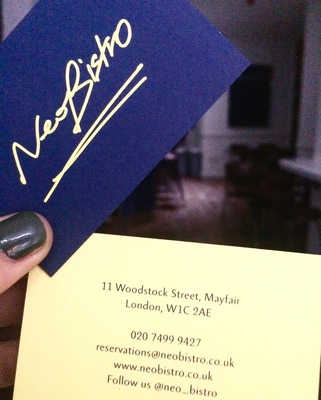 NeoBistro
11 Woodstock Street, Mayfair
London, W1C 2AE
020 7499 9427
reservations@neobistro.co.uk
www.neobistro.co.uk
Follow us @neo_bistro